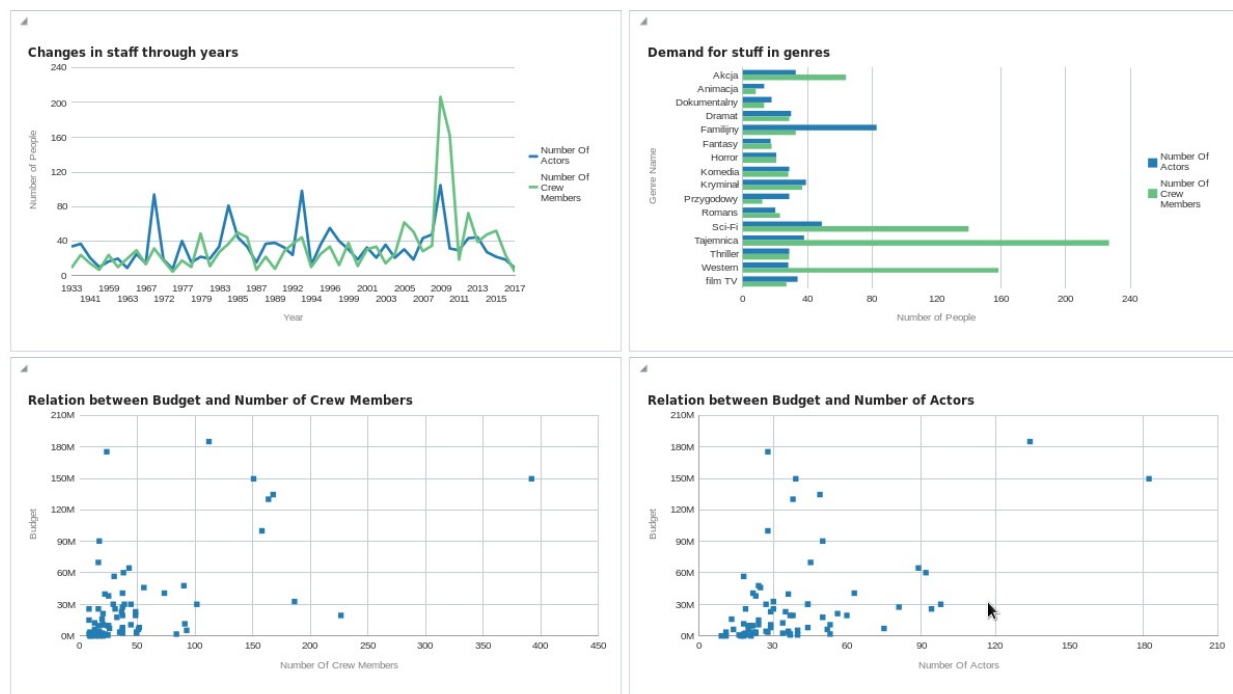 Changes in staff through years
240
200
160
120
80
40
0
Number of People
1933 1959 1967 1977 1982 1987 1992 1996 2001 2005 2009 2013 2017
1941 1963 1972 1979 1985 1989 1994 1999 2003 2007 2011 2015
Year
Number Of
Actors
Number Of
Crew
Members
Demand for stuff in genres
Genre Name
Akcja
Animacja
Dokumentalny
Dramat
Familijny
Fantasy
Horror
Komedia
Kryminał
Przygodowy
Romans
Sci-Fi
Tajemnica
Thriller
Western
film TV
0 40 80 120 160 200 240
Number of People
Number Of
Actors
Number Of
Crew
Members
Relation between Budget and Number of Crew Members
210M
180M
150M
120M
90M
60M
30M
0M
Budget
0 50 100 150 200 250 300 350 400 450
Number Of Crew Members
Relation between Budget and Number of Actors
210M
180M
150M
120M
90M
60M
30M
0M
Budget
0 30 60 90 120 150 180 210
Number Of Actors